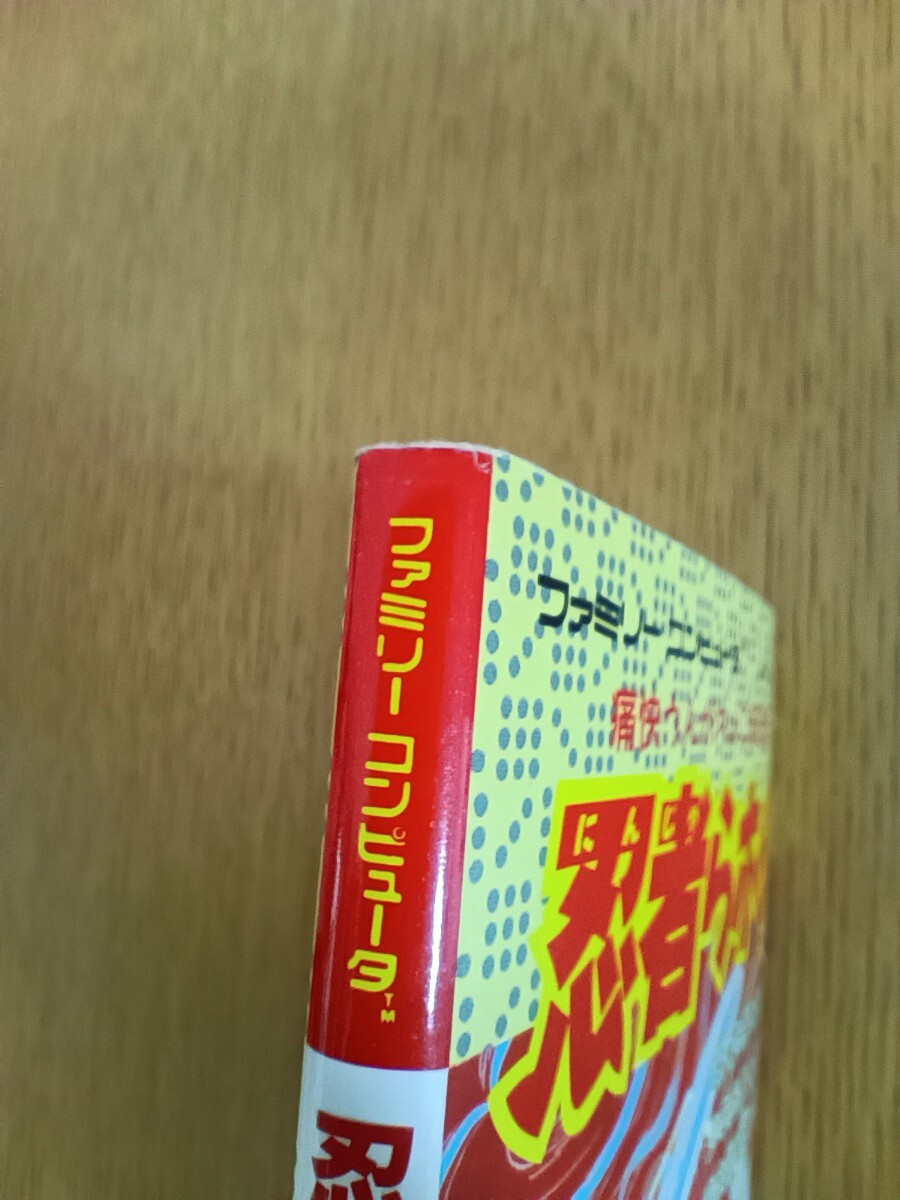 ファミリー コンピュータ™
忍
ファミリー コンピュータ
痛快
にんじゃ
忍者